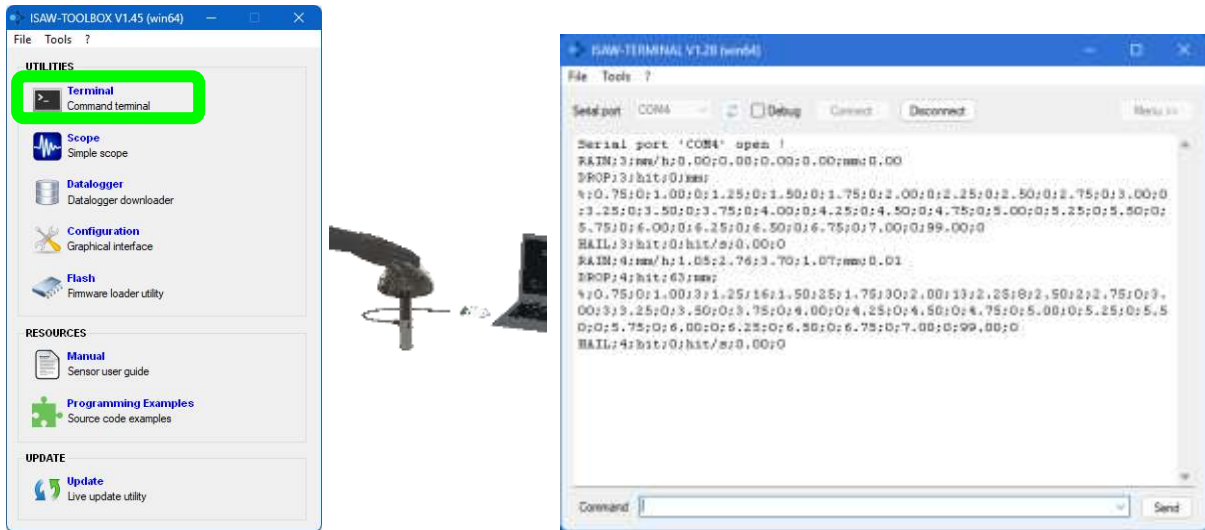 ISAW-TOOLBOX V1.45 (win64)
File Tools ?
UTILITIES
Terminal
Command terminal
Scope
Simple scope
Datalogger
Datalogger downloader
Configuration
Graphical interface
Flash
Firmware loader utility
RESOURCES
Manual
Sensor user guide
Programming Examples
Source code examples
UPDATE
Update
Live update utility
ISAW-TERMINAL V1.28 (win64)
File Tools ?
Serial port COM4 Debug Connect Disconnect Menu >>
Serial port 'COM4' open !
RAIN;3;mm/h;0.00;0.00;0.00;0.00;mm;0.00
DROP;3;hit;0;mm;
%;0.75;0;1.00;0;1.25;0;1.50;0;1.75;0;2.00;0;2.25;0;2.50;0;2.75;0;3.00;0
;3.25;0;3.50;0;3.75;0;4.00;0;4.25;0;4.50;0;4.75;0;5.00;0;5.25;0;5.50;0;
5.75;0;6.00;0;6.25;0;6.50;0;6.75;0;7.00;0;99.00;0
HAIL;3;hit;0;hit/s;0.00;0
RAIN;4;mm/h;1.05;2.76;3.70;1.07;mm;0.01
DROP;4;hit;63;mm;
%;0.75;0;1.00;3;1.25;16;1.50;25;1.75;30;2.00;13;2.25;8;2.50;2;2.75;0;3.
00;3;3.25;0;3.50;0;3.75;0;4.00;0;4.25;0;4.50;0;4.75;0;5.00;0;5.25;0;5.5
0;0;5.75;0;6.00;0;6.25;0;6.50;0;6.75;0;7.00;0;99.00;0
HAIL;4;hit;0;hit/s;0.00;0
Command Send